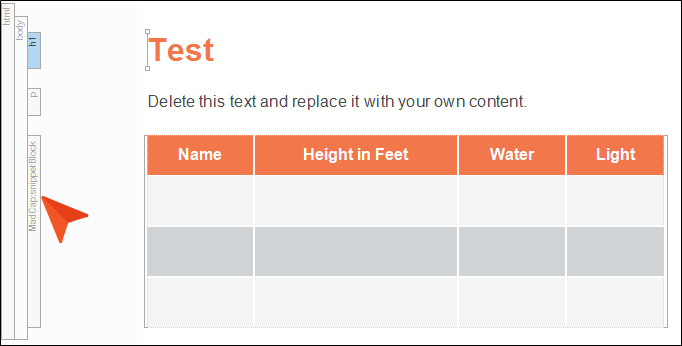 html
body
h1
p
MadCap:snippetBlock
Test
Delete this text and replace it with your own content.
Name Height in Feet Water Light